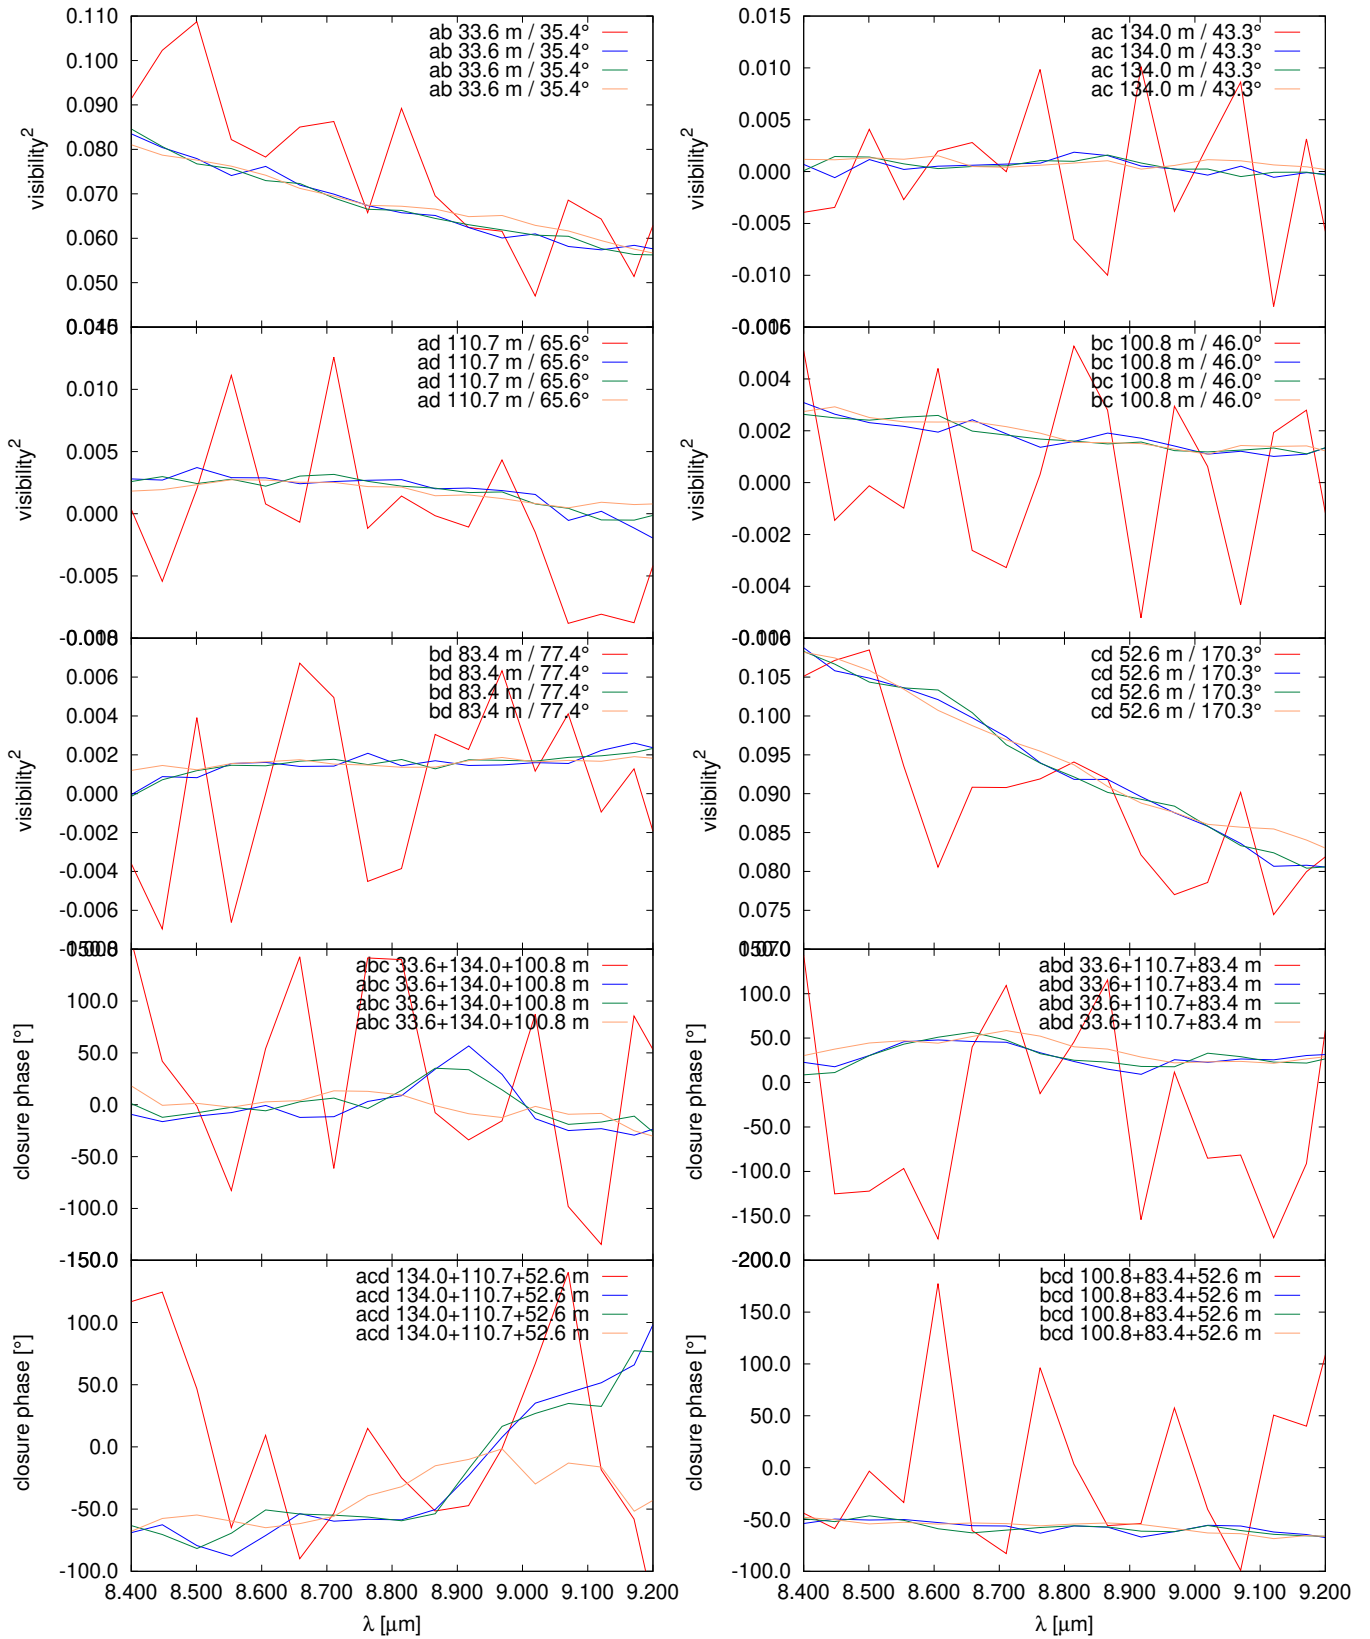 0.110
0.100
0.090
0.080
0.070
0.060
0.050
visibility²
ab 33.6 m / 35.4°
ab 33.6 m / 35.4°
ab 33.6 m / 35.4°
ab 33.6 m / 35.4°
0.015
0.010
0.005
0.000
-0.005
-0.010
visibility²
ac 134.0 m / 43.3°
ac 134.0 m / 43.3°
ac 134.0 m / 43.3°
ac 134.0 m / 43.3°
0.010
0.005
0.000
-0.005
visibility²
ad 110.7 m / 65.6°
ad 110.7 m / 65.6°
ad 110.7 m / 65.6°
ad 110.7 m / 65.6°
0.004
0.002
0.000
-0.002
-0.004
visibility²
bc 100.8 m / 46.0°
bc 100.8 m / 46.0°
bc 100.8 m / 46.0°
bc 100.8 m / 46.0°
0.006
0.004
0.002
0.000
-0.002
-0.004
-0.006
visibility²
bd 83.4 m / 77.4°
bd 83.4 m / 77.4°
bd 83.4 m / 77.4°
bd 83.4 m / 77.4°
0.105
0.100
0.095
0.090
0.085
0.080
0.075
visibility²
cd 52.6 m / 170.3°
cd 52.6 m / 170.3°
cd 52.6 m / 170.3°
cd 52.6 m / 170.3°
100.0
50.0
0.0
-50.0
-100.0
closure phase [°]
abc 33.6+134.0+100.8 m
abc 33.6+134.0+100.8 m
abc 33.6+134.0+100.8 m
abc 33.6+134.0+100.8 m
100.0
50.0
0.0
-50.0
-100.0
-150.0
closure phase [°]
abd 33.6+110.7+83.4 m
abd 33.6+110.7+83.4 m
abd 33.6+110.7+83.4 m
abd 33.6+110.7+83.4 m
100.0
50.0
0.0
-50.0
-100.0
closure phase [°]
acd 134.0+110.7+52.6 m
acd 134.0+110.7+52.6 m
acd 134.0+110.7+52.6 m
acd 134.0+110.7+52.6 m
8.400 8.500 8.600 8.700 8.800 8.900 9.000 9.100 9.200
λ [μm]
150.0
100.0
50.0
0.0
-50.0
-100.0
closure phase [°]
bcd 100.8+83.4+52.6 m
bcd 100.8+83.4+52.6 m
bcd 100.8+83.4+52.6 m
bcd 100.8+83.4+52.6 m
8.400 8.500 8.600 8.700 8.800 8.900 9.000 9.100 9.200
λ [μm]